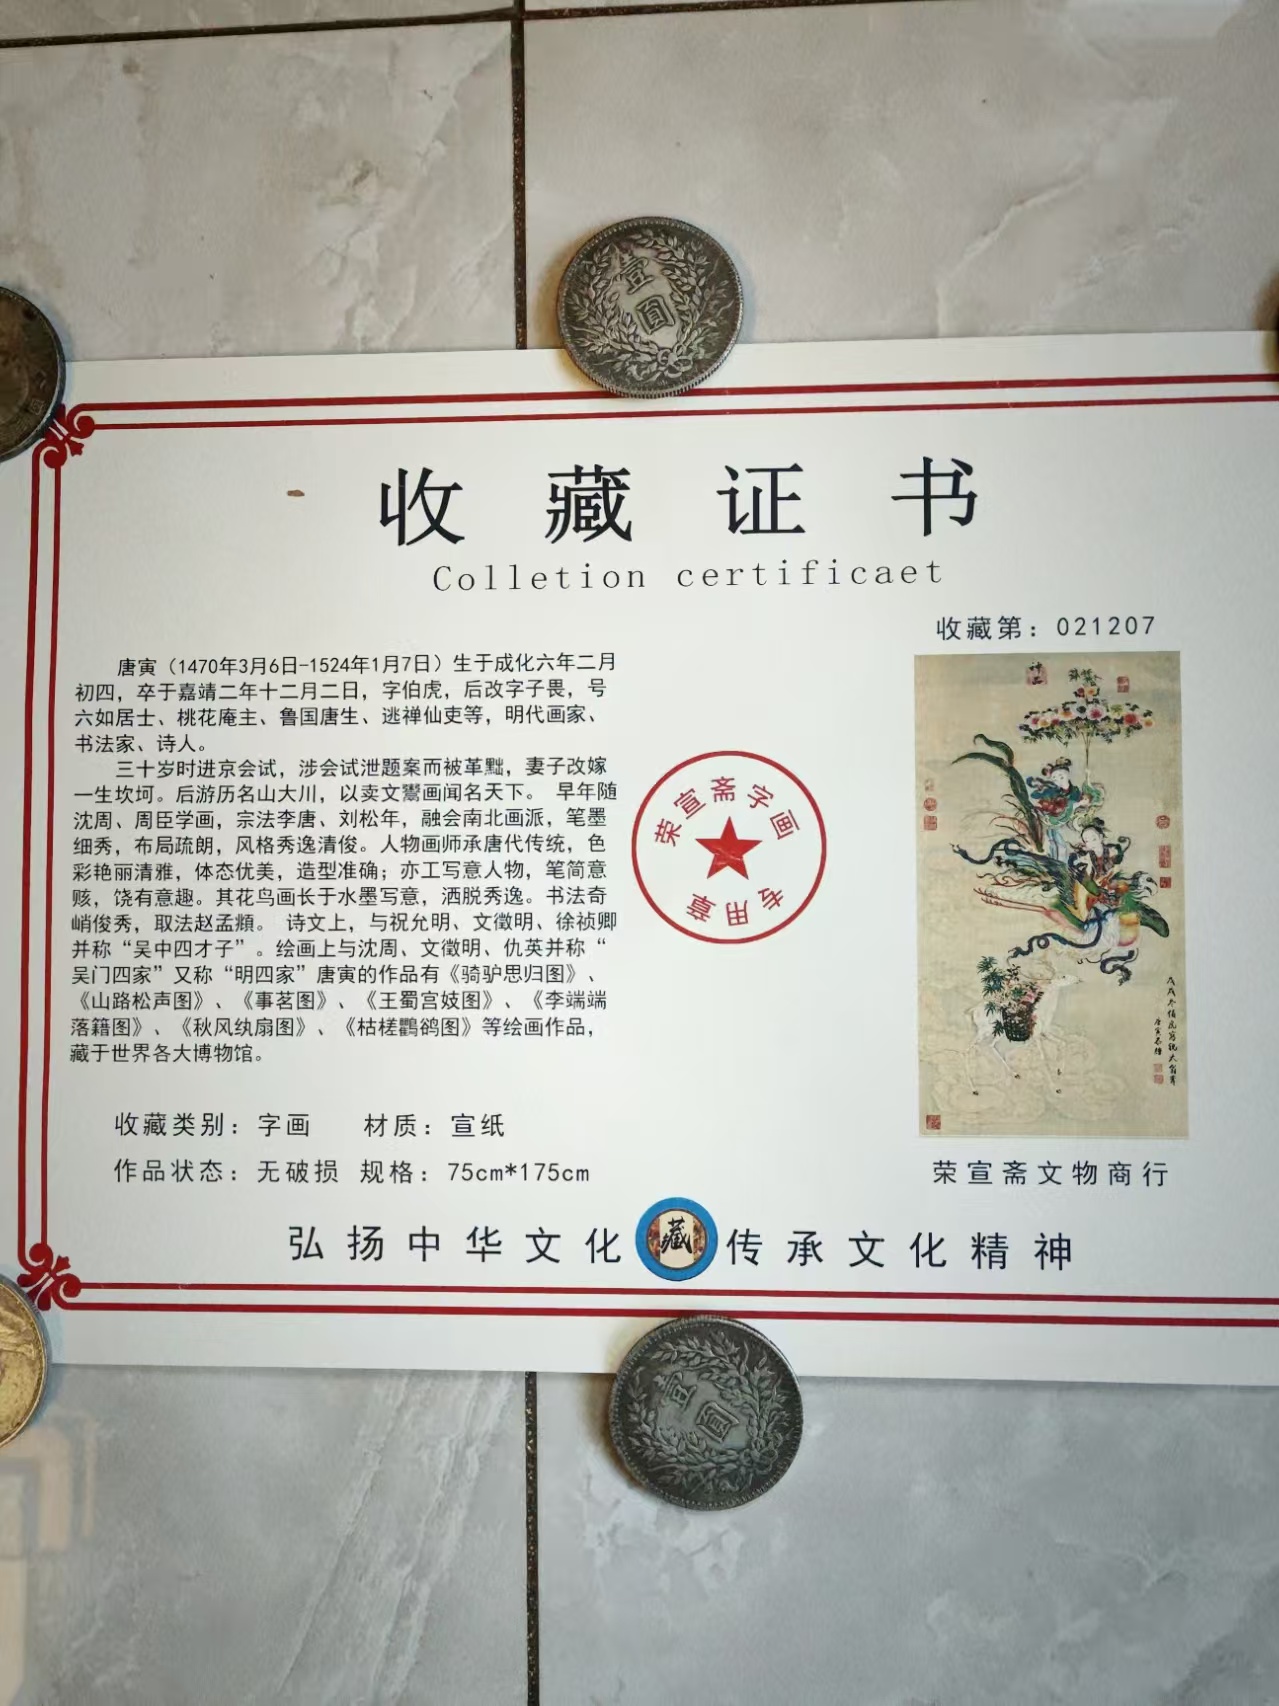 壹
圆
收藏证书
Colletion certificaet
收藏第：021207
唐寅（1470年3月6日-1524年1月7日）生于成化六年二月
初四，卒于嘉靖二年十二月二日，字伯虎，后改字子畏，号
六如居士、桃花庵主、鲁国唐生、逃禅仙吏等，明代画家、
书法家、诗人。
三十岁时进京会试，涉会试泄题案而被革黜，妻子改嫁
一生坎坷。后游历名山大川，以卖文鬻画闻名天下。 早年随
沈周、周臣学画，宗法李唐、刘松年，融会南北画派，笔墨
细秀，布局疏朗，风格秀逸清俊。人物画师承唐代传统，色
彩艳丽清雅，体态优美，造型准确；亦工写意人物，笔简意
赅，饶有意趣。其花鸟画长于水墨写意，洒脱秀逸。书法奇
峭俊秀，取法赵孟頫。 诗文上，与祝允明、文徵明、徐祯卿
并称“吴中四才子”。绘画上与沈周、文徵明、仇英并称“
吴门四家”又称“明四家”唐寅的作品有《骑驴思归图》、
《山路松声图》、《事茗图》、《王蜀宫妓图》、《李端端
落籍图》、《秋风纨扇图》、《枯槎鸜鹆图》等绘画作品，
藏于世界各大博物馆。
荣宣斋字画
专用章
收藏类别：字画 材质：宣纸
作品状态：无破损 规格：75cm*175cm
荣宣斋文物商行
弘扬中华文化 藏 传承文化精神
壹
圆